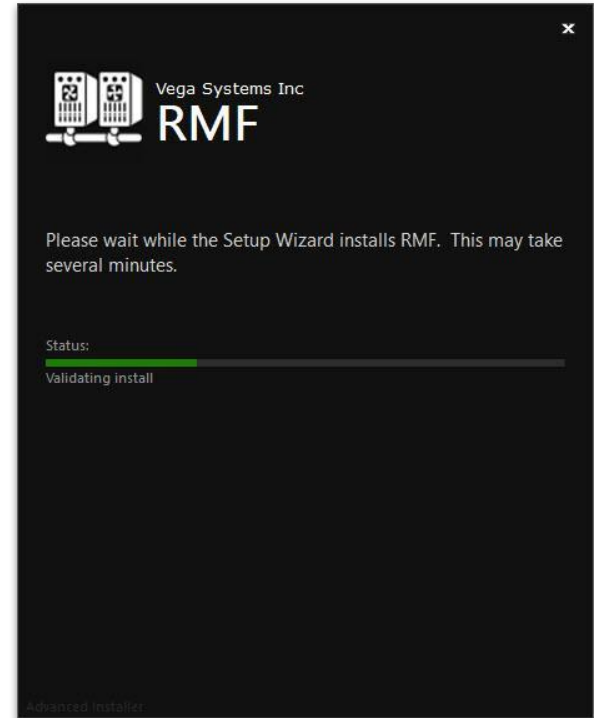 x
Vega Systems Inc
RMF
Please wait while the Setup Wizard installs RMF. This may take
several minutes.
Status:
Validating install
Advanced Installer